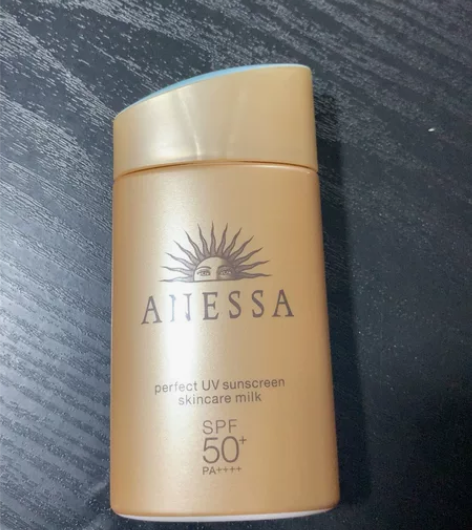 ANESSA
perfect UV sunscreen
skincare milk
SPF
50+
PA++++